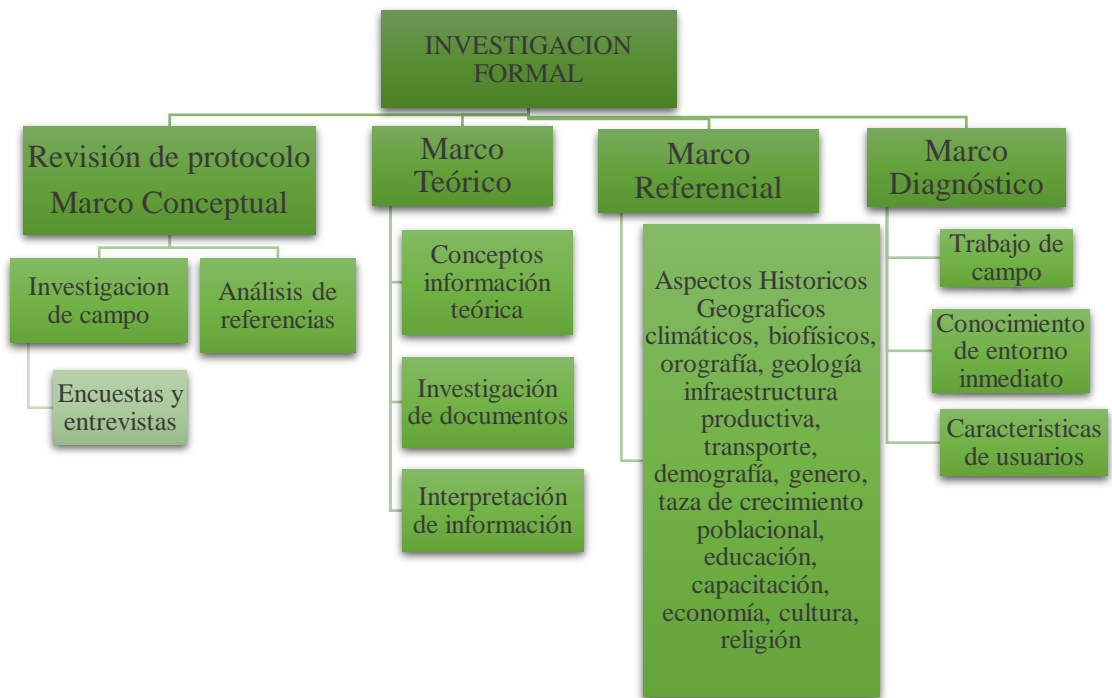 INVESTIGACION
FORMAL
Revisión de protocolo
Marco Conceptual
Investigacion
de campo
Encuestas y
entrevistas
Análisis de
referencias
Marco
Teórico
Conceptos
información
teórica
Investigación
de documentos
Interpretación
de información
Marco
Referencial
Aspectos Historicos
Geograficos
climáticos, biofísicos,
orografía, geología
infraestructura
productiva,
transporte,
demografía, genero,
taza de crecimiento
poblacional,
educación,
capacitación,
economía, cultura,
religión
Marco
Diagnóstico
Trabajo de
campo
Conocimiento
de entorno
inmediato
Caracteristicas
de usuarios